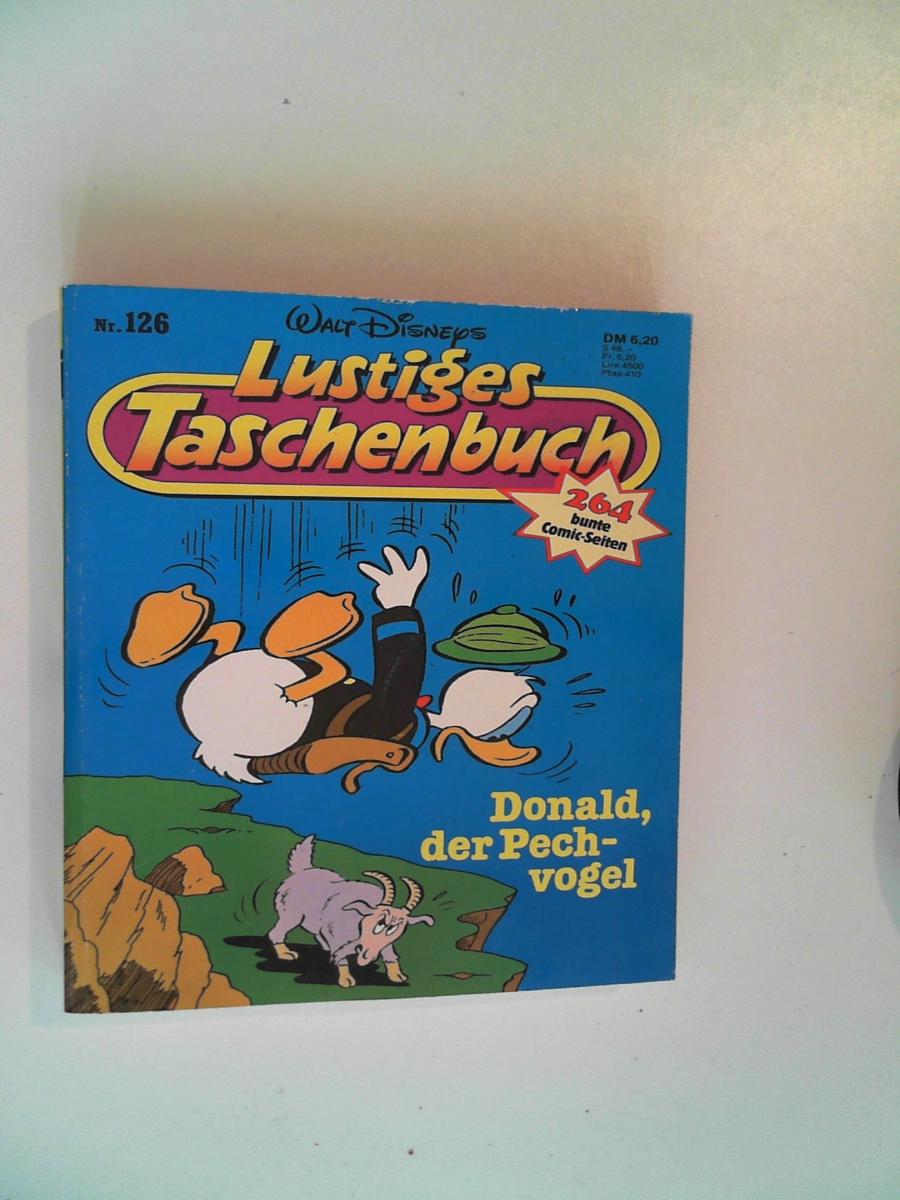 Nr. 126
WALT DISNEYS
DM 6,20
S 48,-
Fr. 6,20
Lire 4500
Ptas 410
Lustiges
Taschenbuch
264
bunte
Comic-Seiten
Donald,
der Pech-
vogel